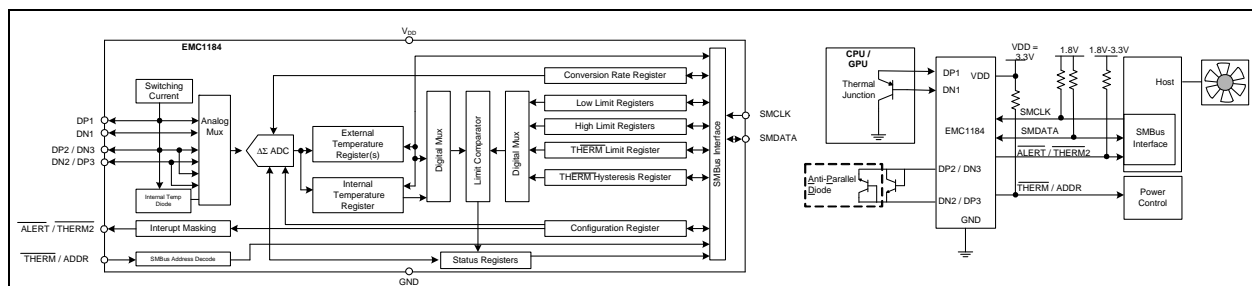 VDD
EMC1184
Switching
Current
DP1
DN1
DP2 / DN3
DN2 / DP3
Analog
Mux
Internal Temp
Diode
ΔΣ ADC
External
Temperature
Register(s)
Internal
Temperature
Register
Digital Mux
Limit Comparator
Digital Mux
Conversion Rate Register
Low Limit Registers
High Limit Registers
THERM Limit Register
THERM Hysteresis Register
Configuration Register
SMBus Interface
SMCLK
SMDATA
ALERT / THERM2
Interupt Masking
THERM / ADDR
SMBus Address Decode
Status Registers
GND
CPU /
GPU
Thermal
Junction
DP1
DN1
VDD
EMC1184
DP2 / DN3
DN2 / DP3
GND
Anti-Parallel
Diode
VDD =
3.3V
1.8V
1.8V-3.3V
SMCLK
SMDATA
ALERT / THERM2
THERM / ADDR
Host
SMBus
Interface
Power
Control